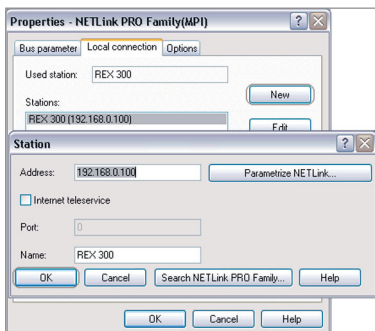 Properties - NETLink PRO Family(MPI)
Bus parameter Local connection Options
Used station: REX 300
New
Stations:
REX 300 (192.168.0.100)
Edit
Station
Address: 192.168.0.100 Parametrize NETLink...
Internet teleservice
Port: 0
Name: REX 300
OK Cancel Search NETLink PRO Family... Help
OK Cancel Help